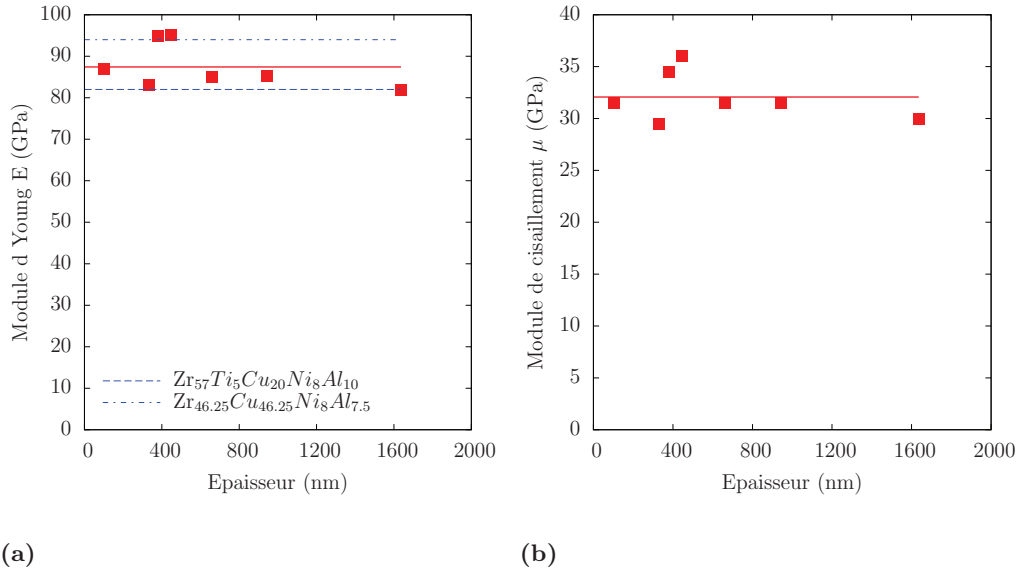 100
90
80
70
60
50
40
30
20
10
0
Module d Young E (GPa)
Zr₅₇Ti₅Cu₂₀Ni₈Al₁₀
Zr₄₆.₂₅Cu₄₆.₂₅Ni₈Al₇.₅
0 400 800 1200 1600 2000
Epaisseur (nm)
(a)
40
35
30
25
20
15
10
5
0
Module de cisaillement μ (GPa)
0 400 800 1200 1600 2000
Epaisseur (nm)
(b)